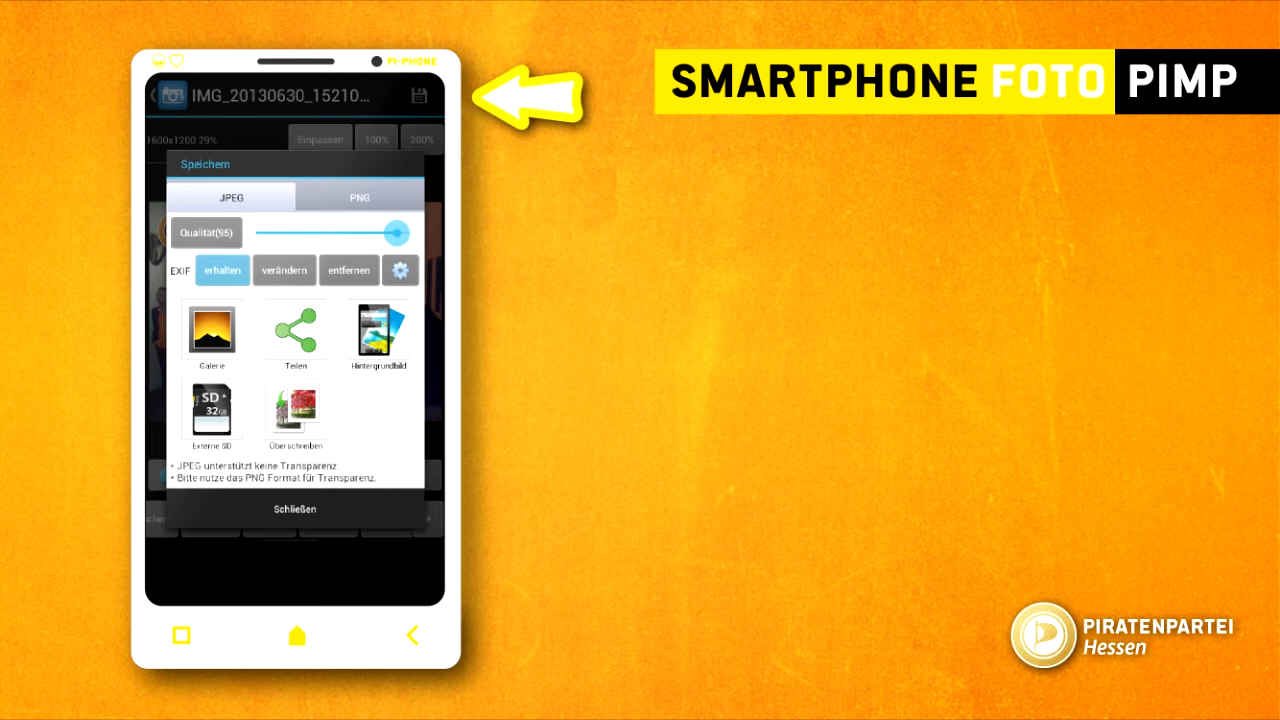 PI-PHONE
SMARTPHONE FOTO PIMP
IMG_20130630_15210...
1600x1200 29%
Einpassen
100%
200%
Speichern
JPEG
PNG
Qualität(95)
EXIF
erhalten
verändern
entfernen
Galerie
Teilen
Hintergrundbild
SD
32GB
Externe SD
Überschreiben
• JPEG unterstützt keine Transparenz.
• Bitte nutze das PNG Format für Transparenz.
Schließen
PIRATENPARTEI
Hessen